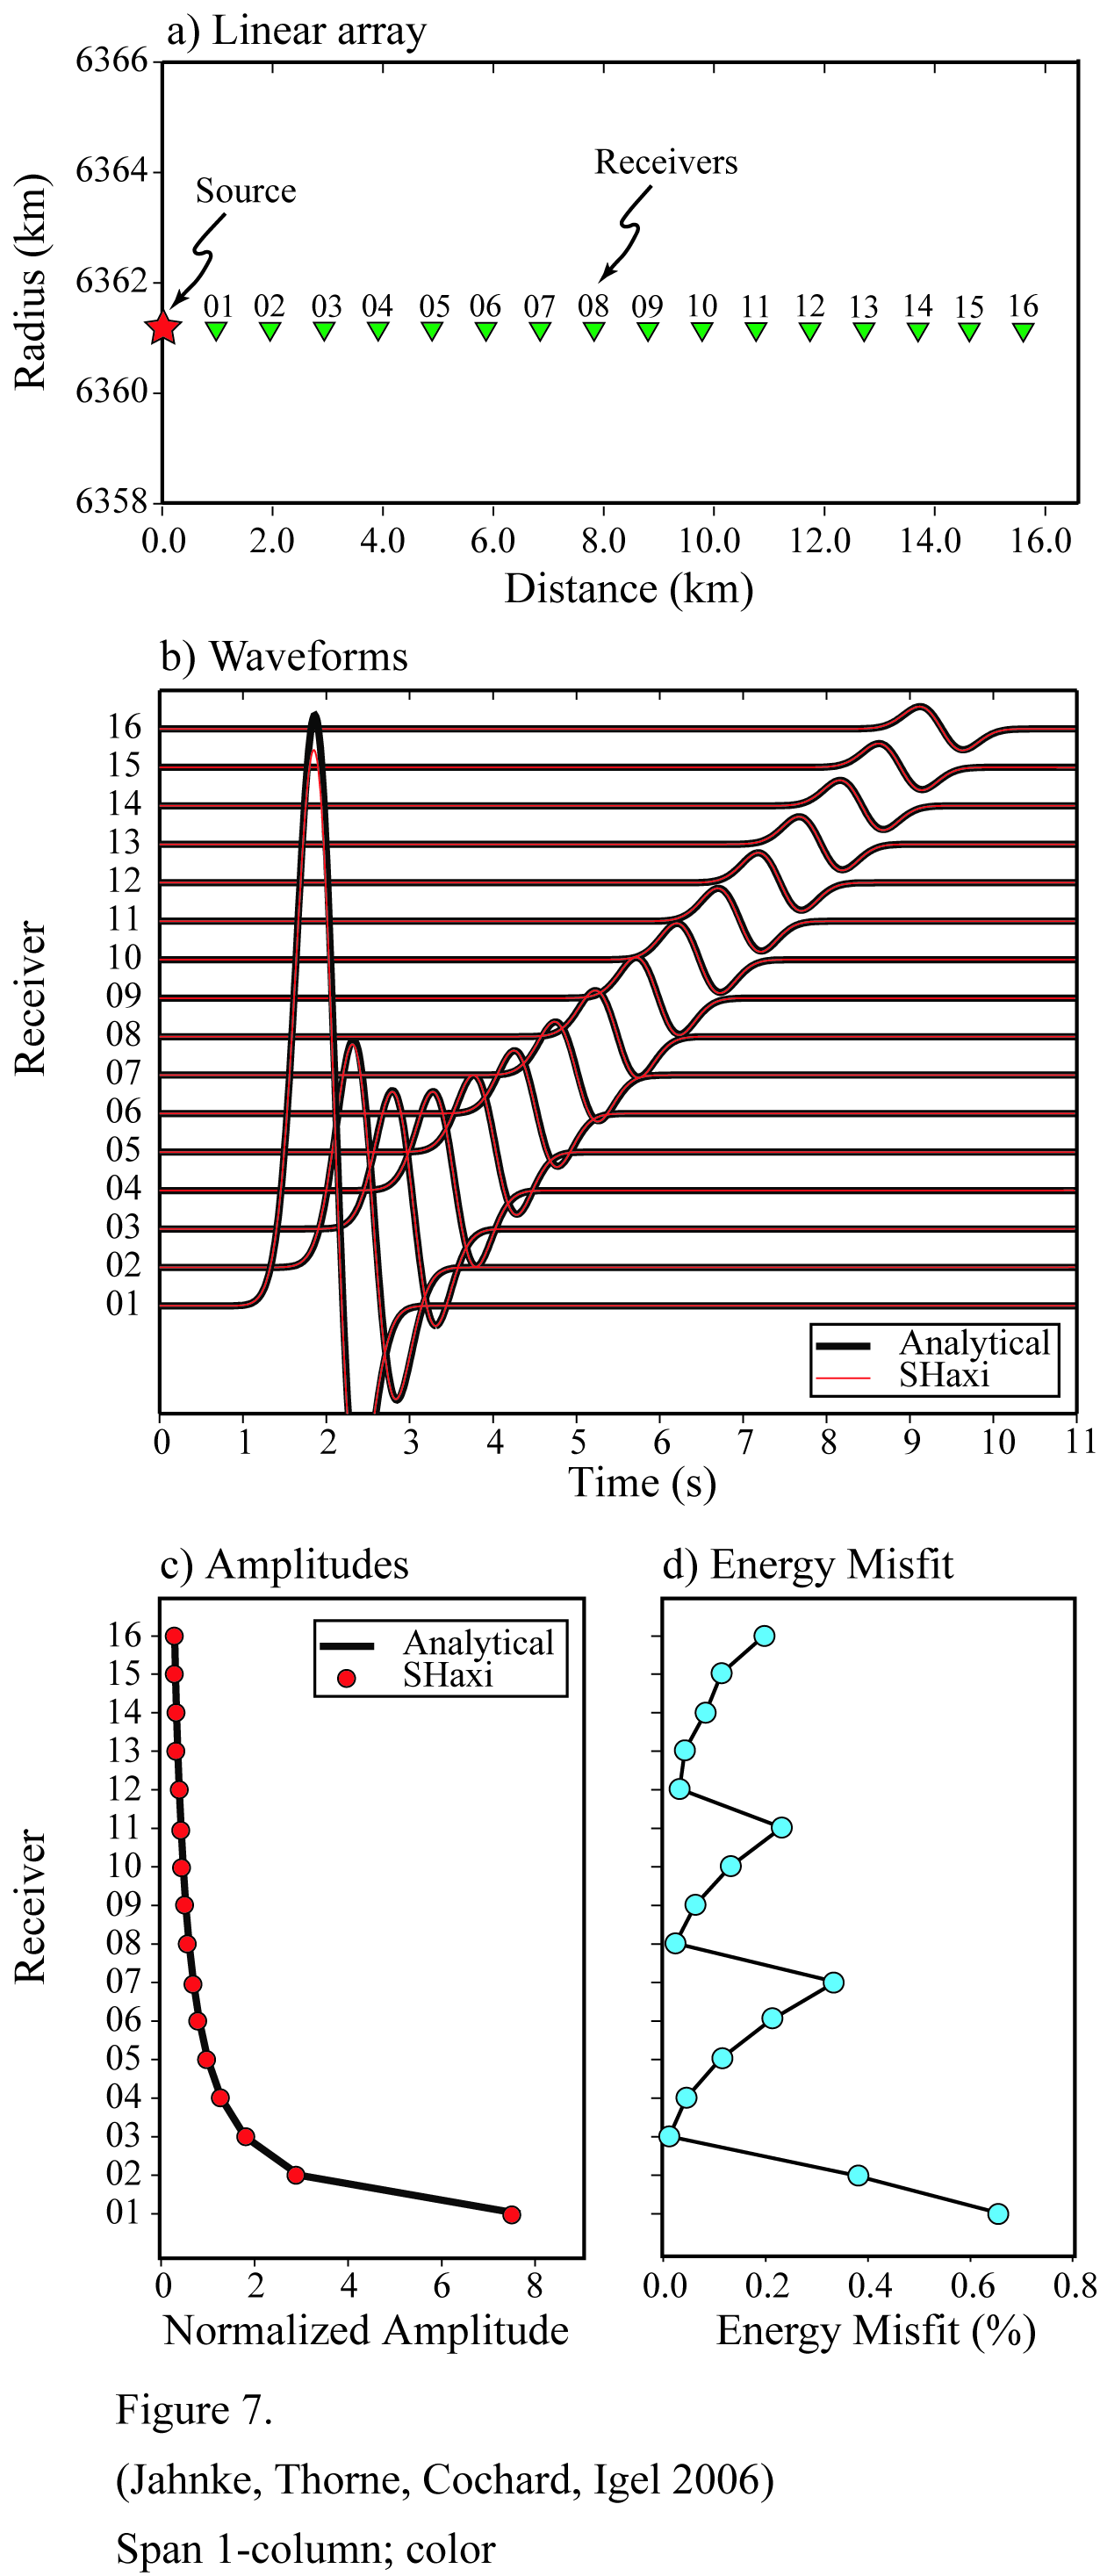 a) Linear array
6366
6364
6362
6360
6358
Radius (km)
Source
Receivers
01 02 03 04 05 06 07 08 09 10 11 12 13 14 15 16
0.0 2.0 4.0 6.0 8.0 10.0 12.0 14.0 16.0
Distance (km)
b) Waveforms
16
15
14
13
12
11
10
09
08
07
06
05
04
03
02
01
Receiver
Analytical
SHaxi
0 1 2 3 4 5 6 7 8 9 10 11
Time (s)
c) Amplitudes
16
15
14
13
12
11
10
09
08
07
06
05
04
03
02
01
Receiver
Analytical
SHaxi
0 2 4 6 8
Normalized Amplitude
d) Energy Misfit
0.0 0.2 0.4 0.6 0.8
Energy Misfit (%)
Figure 7.
(Jahnke, Thorne, Cochard, Igel 2006)
Span 1-column; color